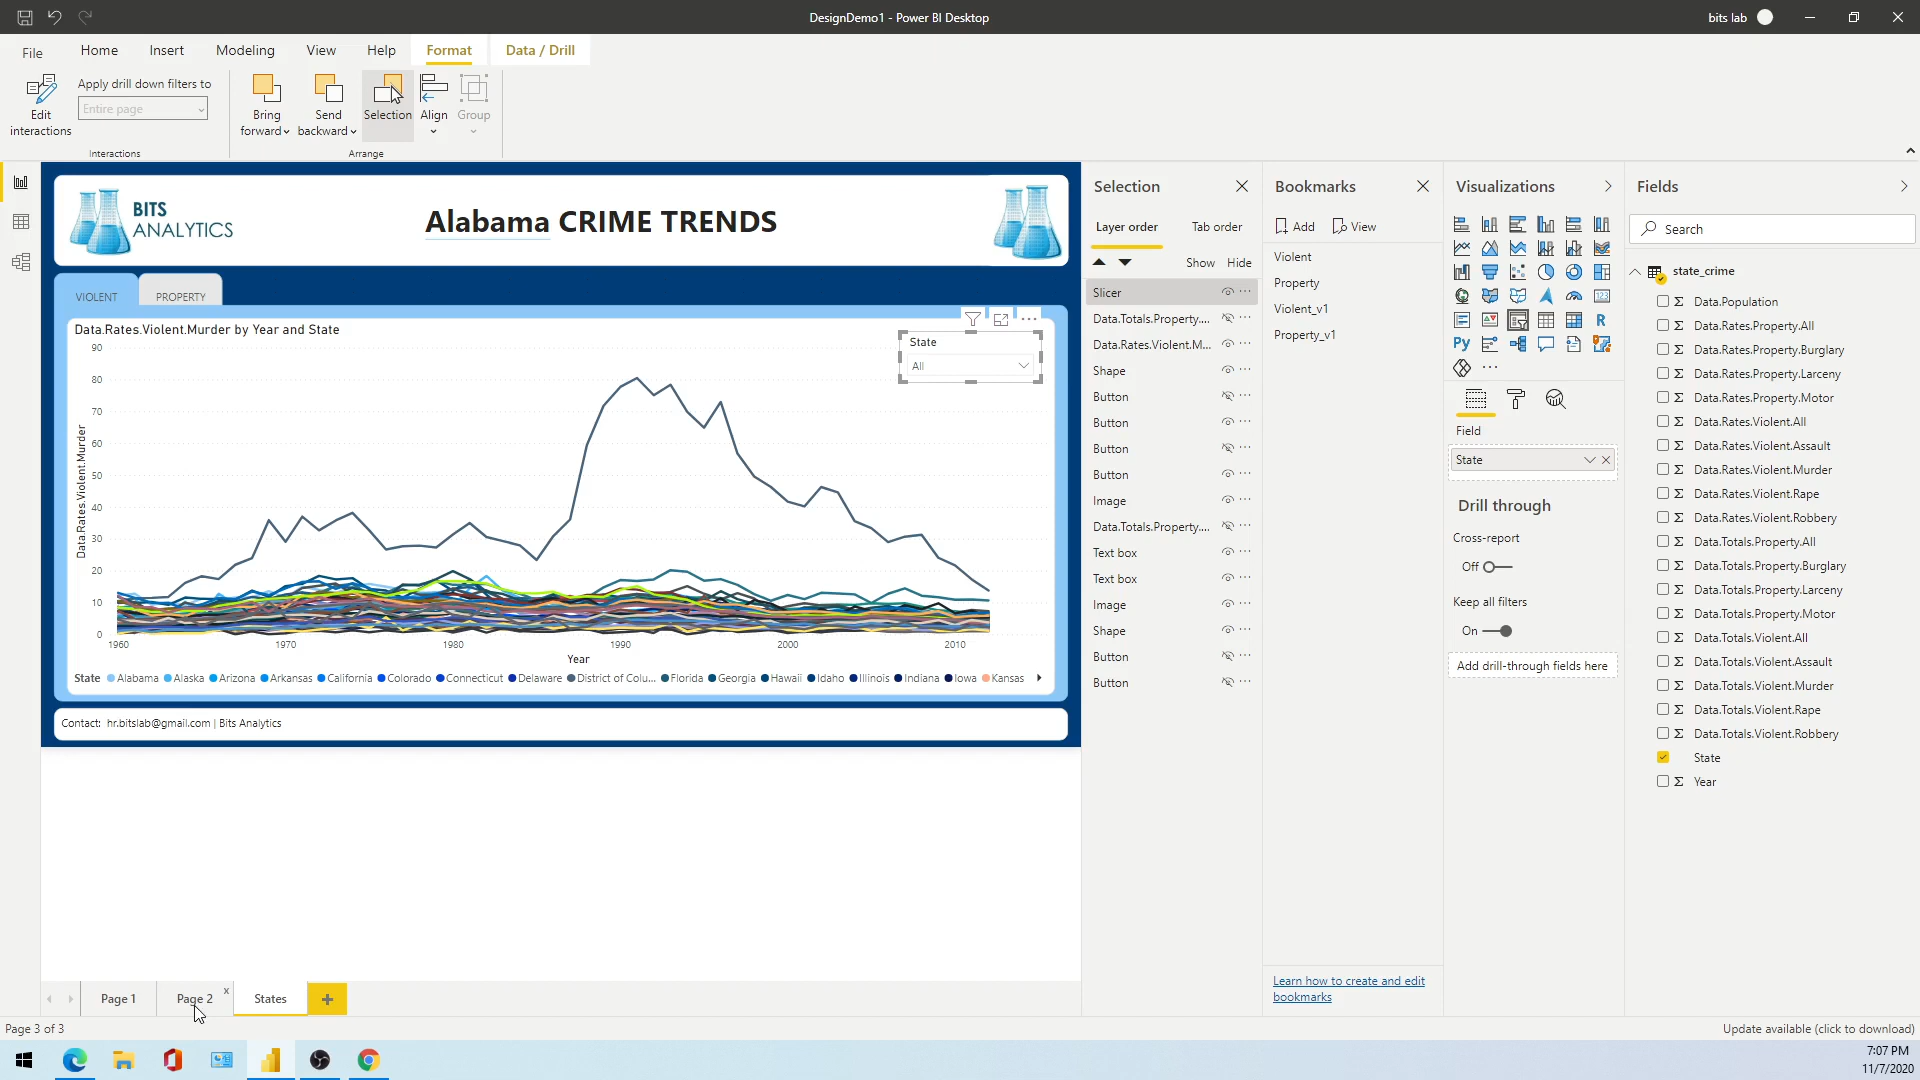 DesignDemo1 - Power BI Desktop
bits lab
File
Home
Insert
Modeling
View
Help
Format
Data / Drill
Edit
interactions
Apply drill down filters to
Entire page
Interactions
Bring
forward
Send
backward
Selection
Align
Group
Arrange
BITS
ANALYTICS
Alabama CRIME TRENDS
VIOLENT
PROPERTY
Data.Rates.Violent.Murder by Year and State
State
All
Data.Rates.Violent.Murder
90
80
70
60
50
40
30
20
10
0
1960
1970
1980
1990
2000
2010
Year
State
Alabama
Alaska
Arizona
Arkansas
California
Colorado
Connecticut
Delaware
District of Colu...
Florida
Georgia
Hawaii
Idaho
Illinois
Indiana
Iowa
Kansas
Contact: hr.bitslab@gmail.com | Bits Analytics
Selection
Layer order
Tab order
Show
Hide
Slicer
Data.Totals.Property....
Data.Rates.Violent.M...
Shape
Button
Button
Button
Button
Image
Data.Totals.Property....
Text box
Text box
Image
Shape
Button
Button
Bookmarks
Add
View
Violent
Property
Violent_v1
Property_v1
Learn how to create and edit
bookmarks
Visualizations
123
R
Py
Field
State
Drill through
Cross-report
Off
Keep all filters
On
Add drill-through fields here
Fields
Search
state_crime
Data.Population
Data.Rates.Property.All
Data.Rates.Property.Burglary
Data.Rates.Property.Larceny
Data.Rates.Property.Motor
Data.Rates.Violent.All
Data.Rates.Violent.Assault
Data.Rates.Violent.Murder
Data.Rates.Violent.Rape
Data.Rates.Violent.Robbery
Data.Totals.Property.All
Data.Totals.Property.Burglary
Data.Totals.Property.Larceny
Data.Totals.Property.Motor
Data.Totals.Violent.All
Data.Totals.Violent.Assault
Data.Totals.Violent.Murder
Data.Totals.Violent.Rape
Data.Totals.Violent.Robbery
State
Year
Page 1
Page 2
x
States
+
Page 3 of 3
Update available (click to download)
7:07 PM
11/7/2020